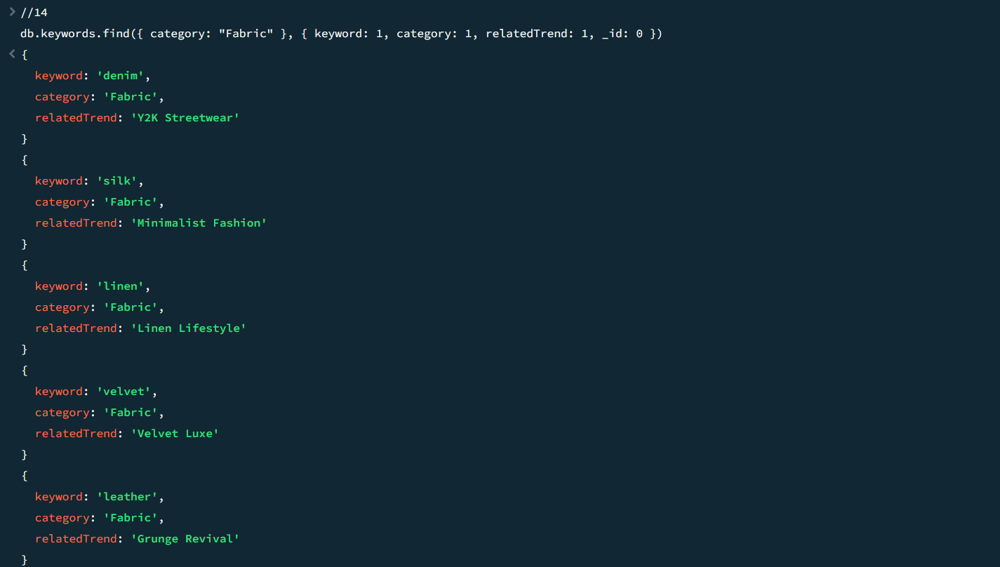 //14
db.keywords.find({ category: "Fabric" }, { keyword: 1, category: 1, relatedTrend: 1, _id: 0 })
{
keyword: 'denim',
category: 'Fabric',
relatedTrend: 'Y2K Streetwear'
}
{
keyword: 'silk',
category: 'Fabric',
relatedTrend: 'Minimalist Fashion'
}
{
keyword: 'linen',
category: 'Fabric',
relatedTrend: 'Linen Lifestyle'
}
{
keyword: 'velvet',
category: 'Fabric',
relatedTrend: 'Velvet Luxe'
}
{
keyword: 'leather',
category: 'Fabric',
relatedTrend: 'Grunge Revival'
}